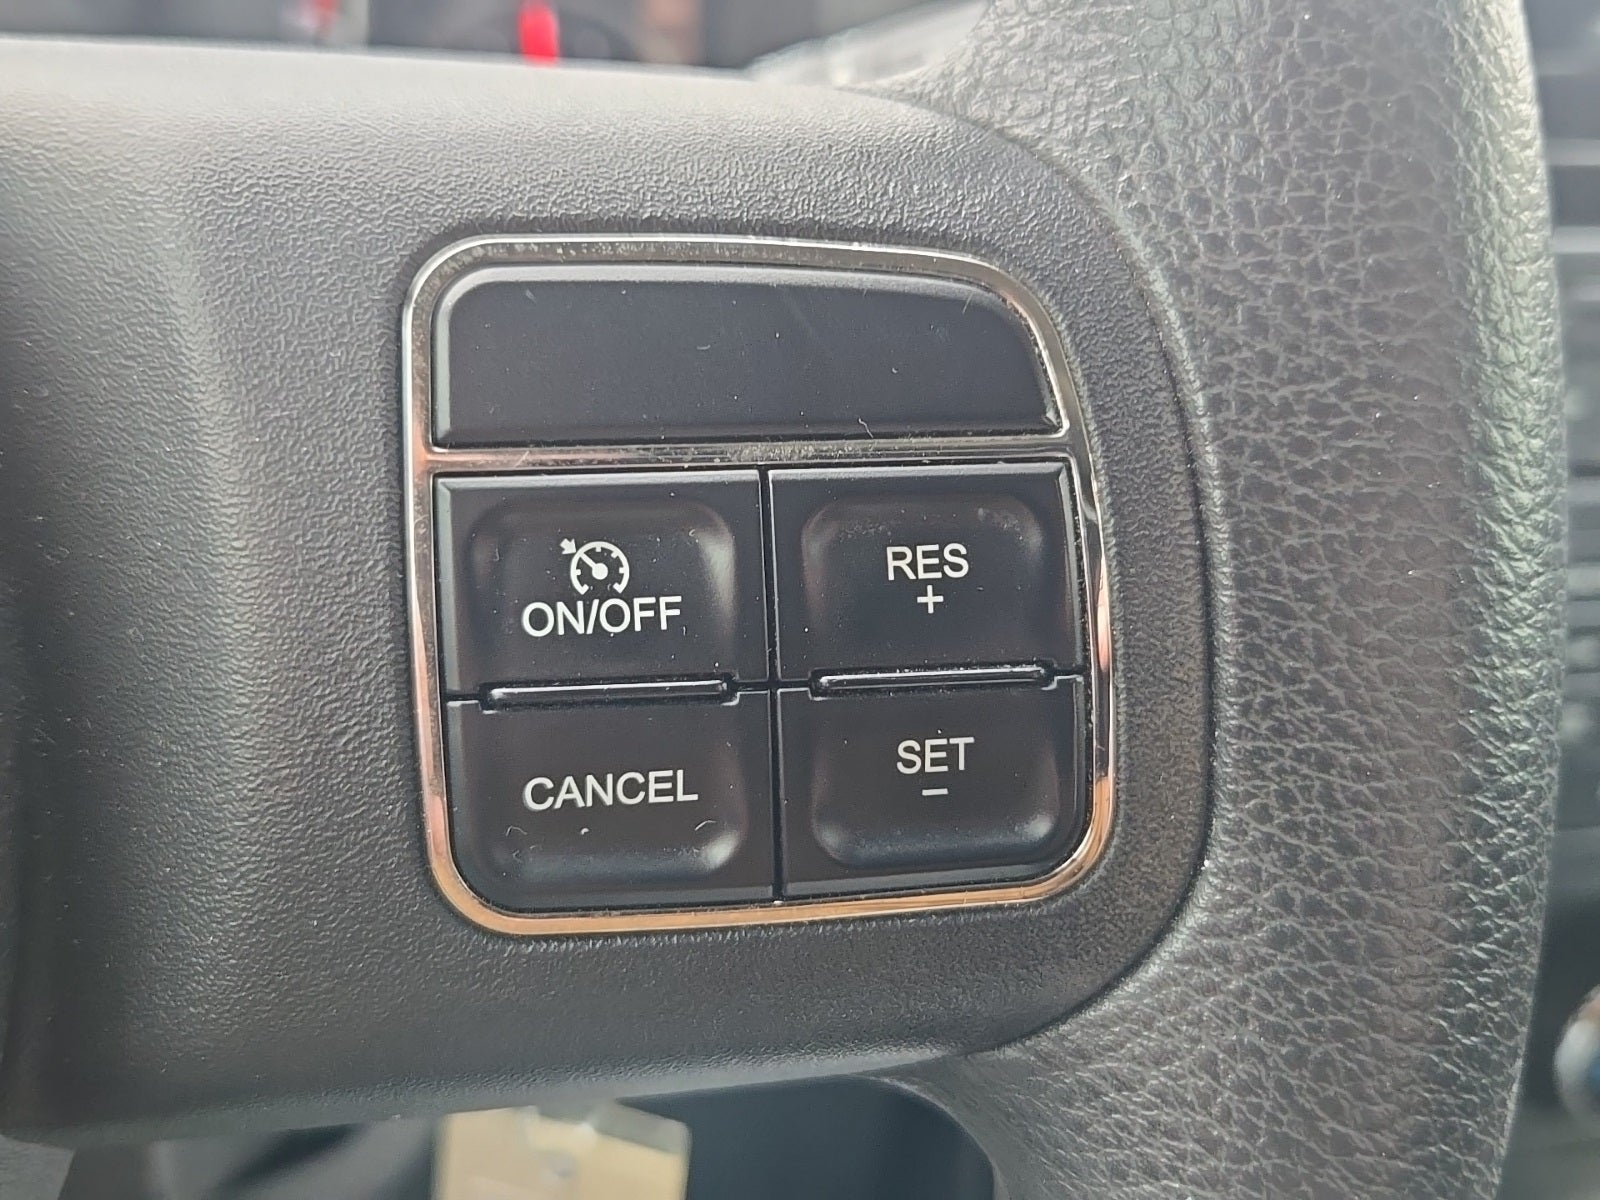 ON/OFF
RES
+
CANCEL
SET
-